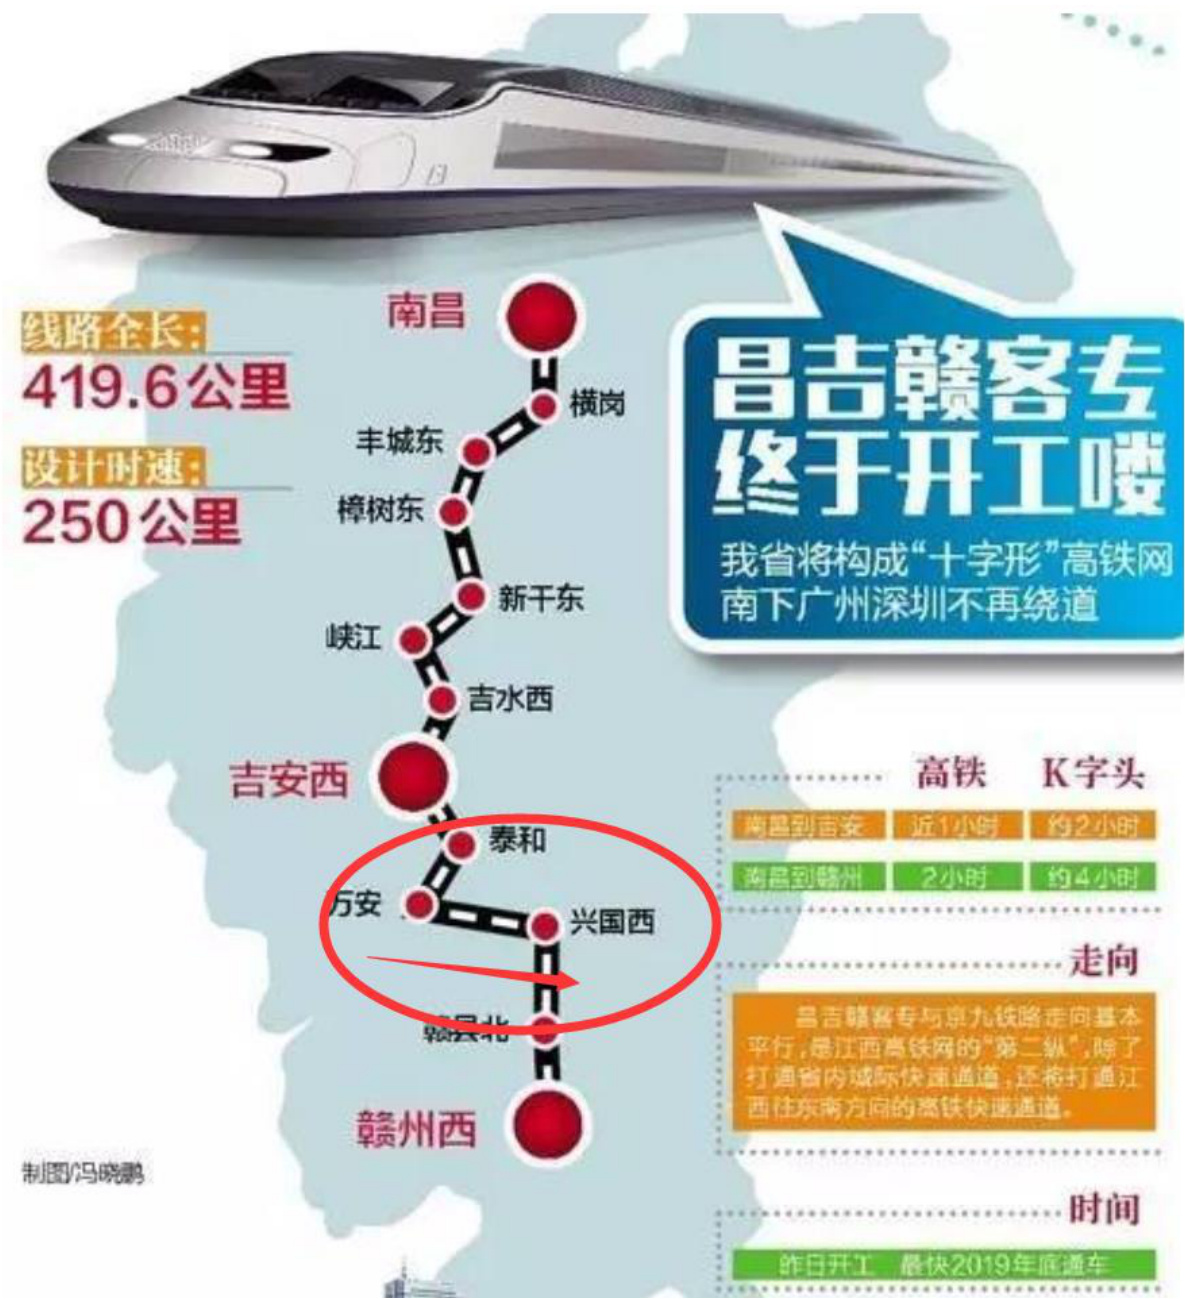 南昌
线路全长:
419.6公里
设计时速:
250公里
横岗
丰城东
樟树东
新干东
峡江
吉水西
吉安西
泰和
万安
兴国西
赣县北
赣州西
制图/冯晓鹏
昌吉赣客专
终于开工喽
我省将构成“十字形”高铁网
南下广州深圳不再绕道
高铁 K字头
南昌到吉安 近1小时 约2小时
南昌到赣州 2小时 约4小时
走向
昌吉赣客专与京九铁路走向基本
平行,是江西高铁网的“第二纵”,除了
打通省内城际快速通道,还将打通江
西往东南方向的高铁快速通道。
时间
昨日开工 最快2019年底通车